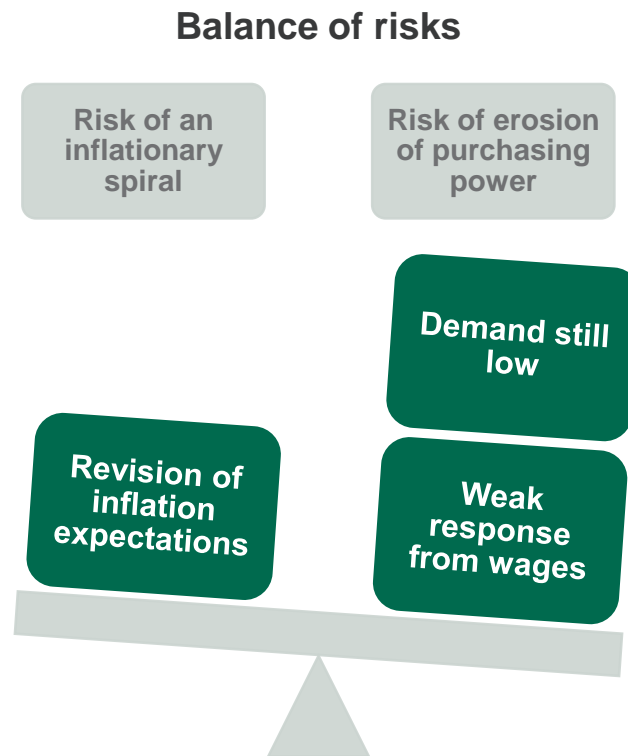 Balance of risks
Risk of an
inflationary
spiral
Risk of erosion
of purchasing
power
Demand still
low
Revision of
inflation
expectations
Weak
response
from wages